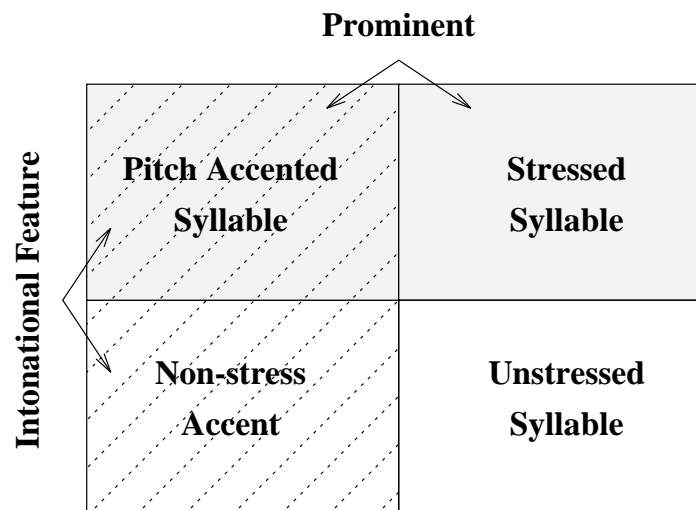 Prominent
Intonational Feature
Pitch Accented
Syllable
Stressed
Syllable
Non-stress
Accent
Unstressed
Syllable